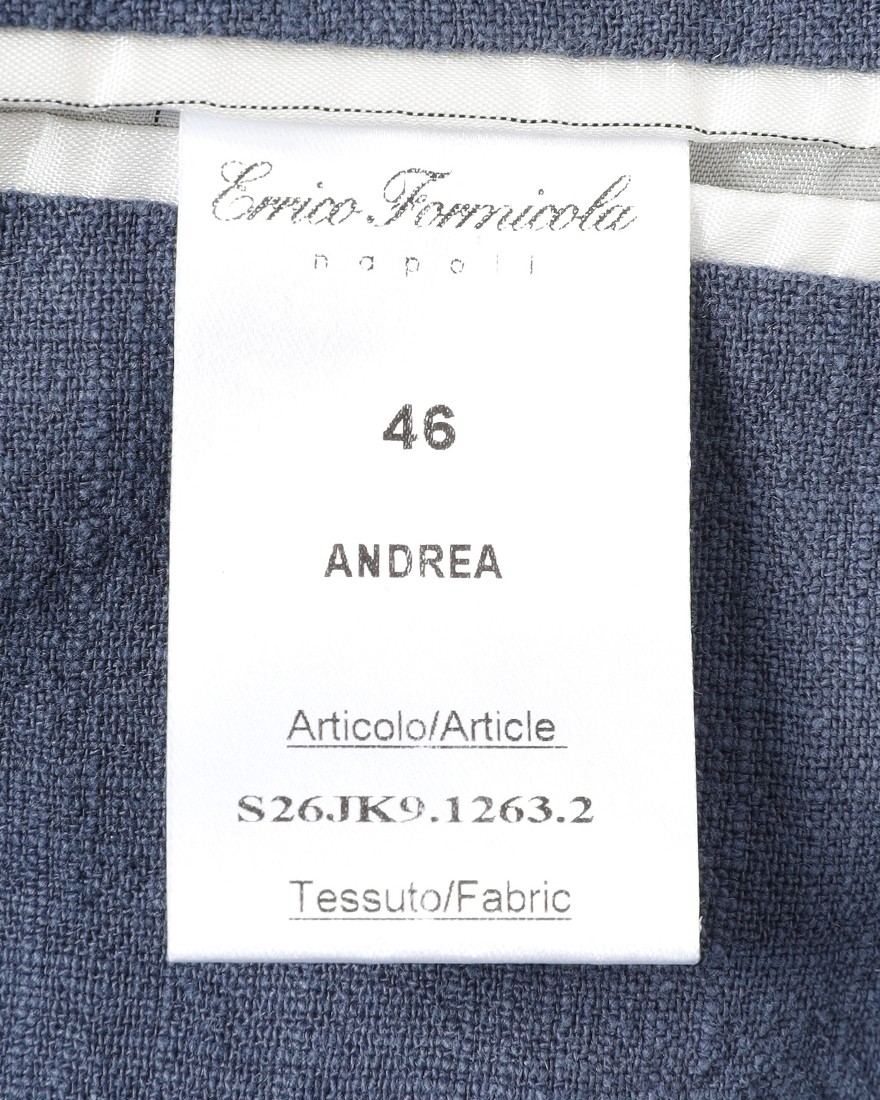 Errico Formicola
napoli
46
ANDREA
Articolo/Article
S26JK9.1263.2
Tessuto/Fabric